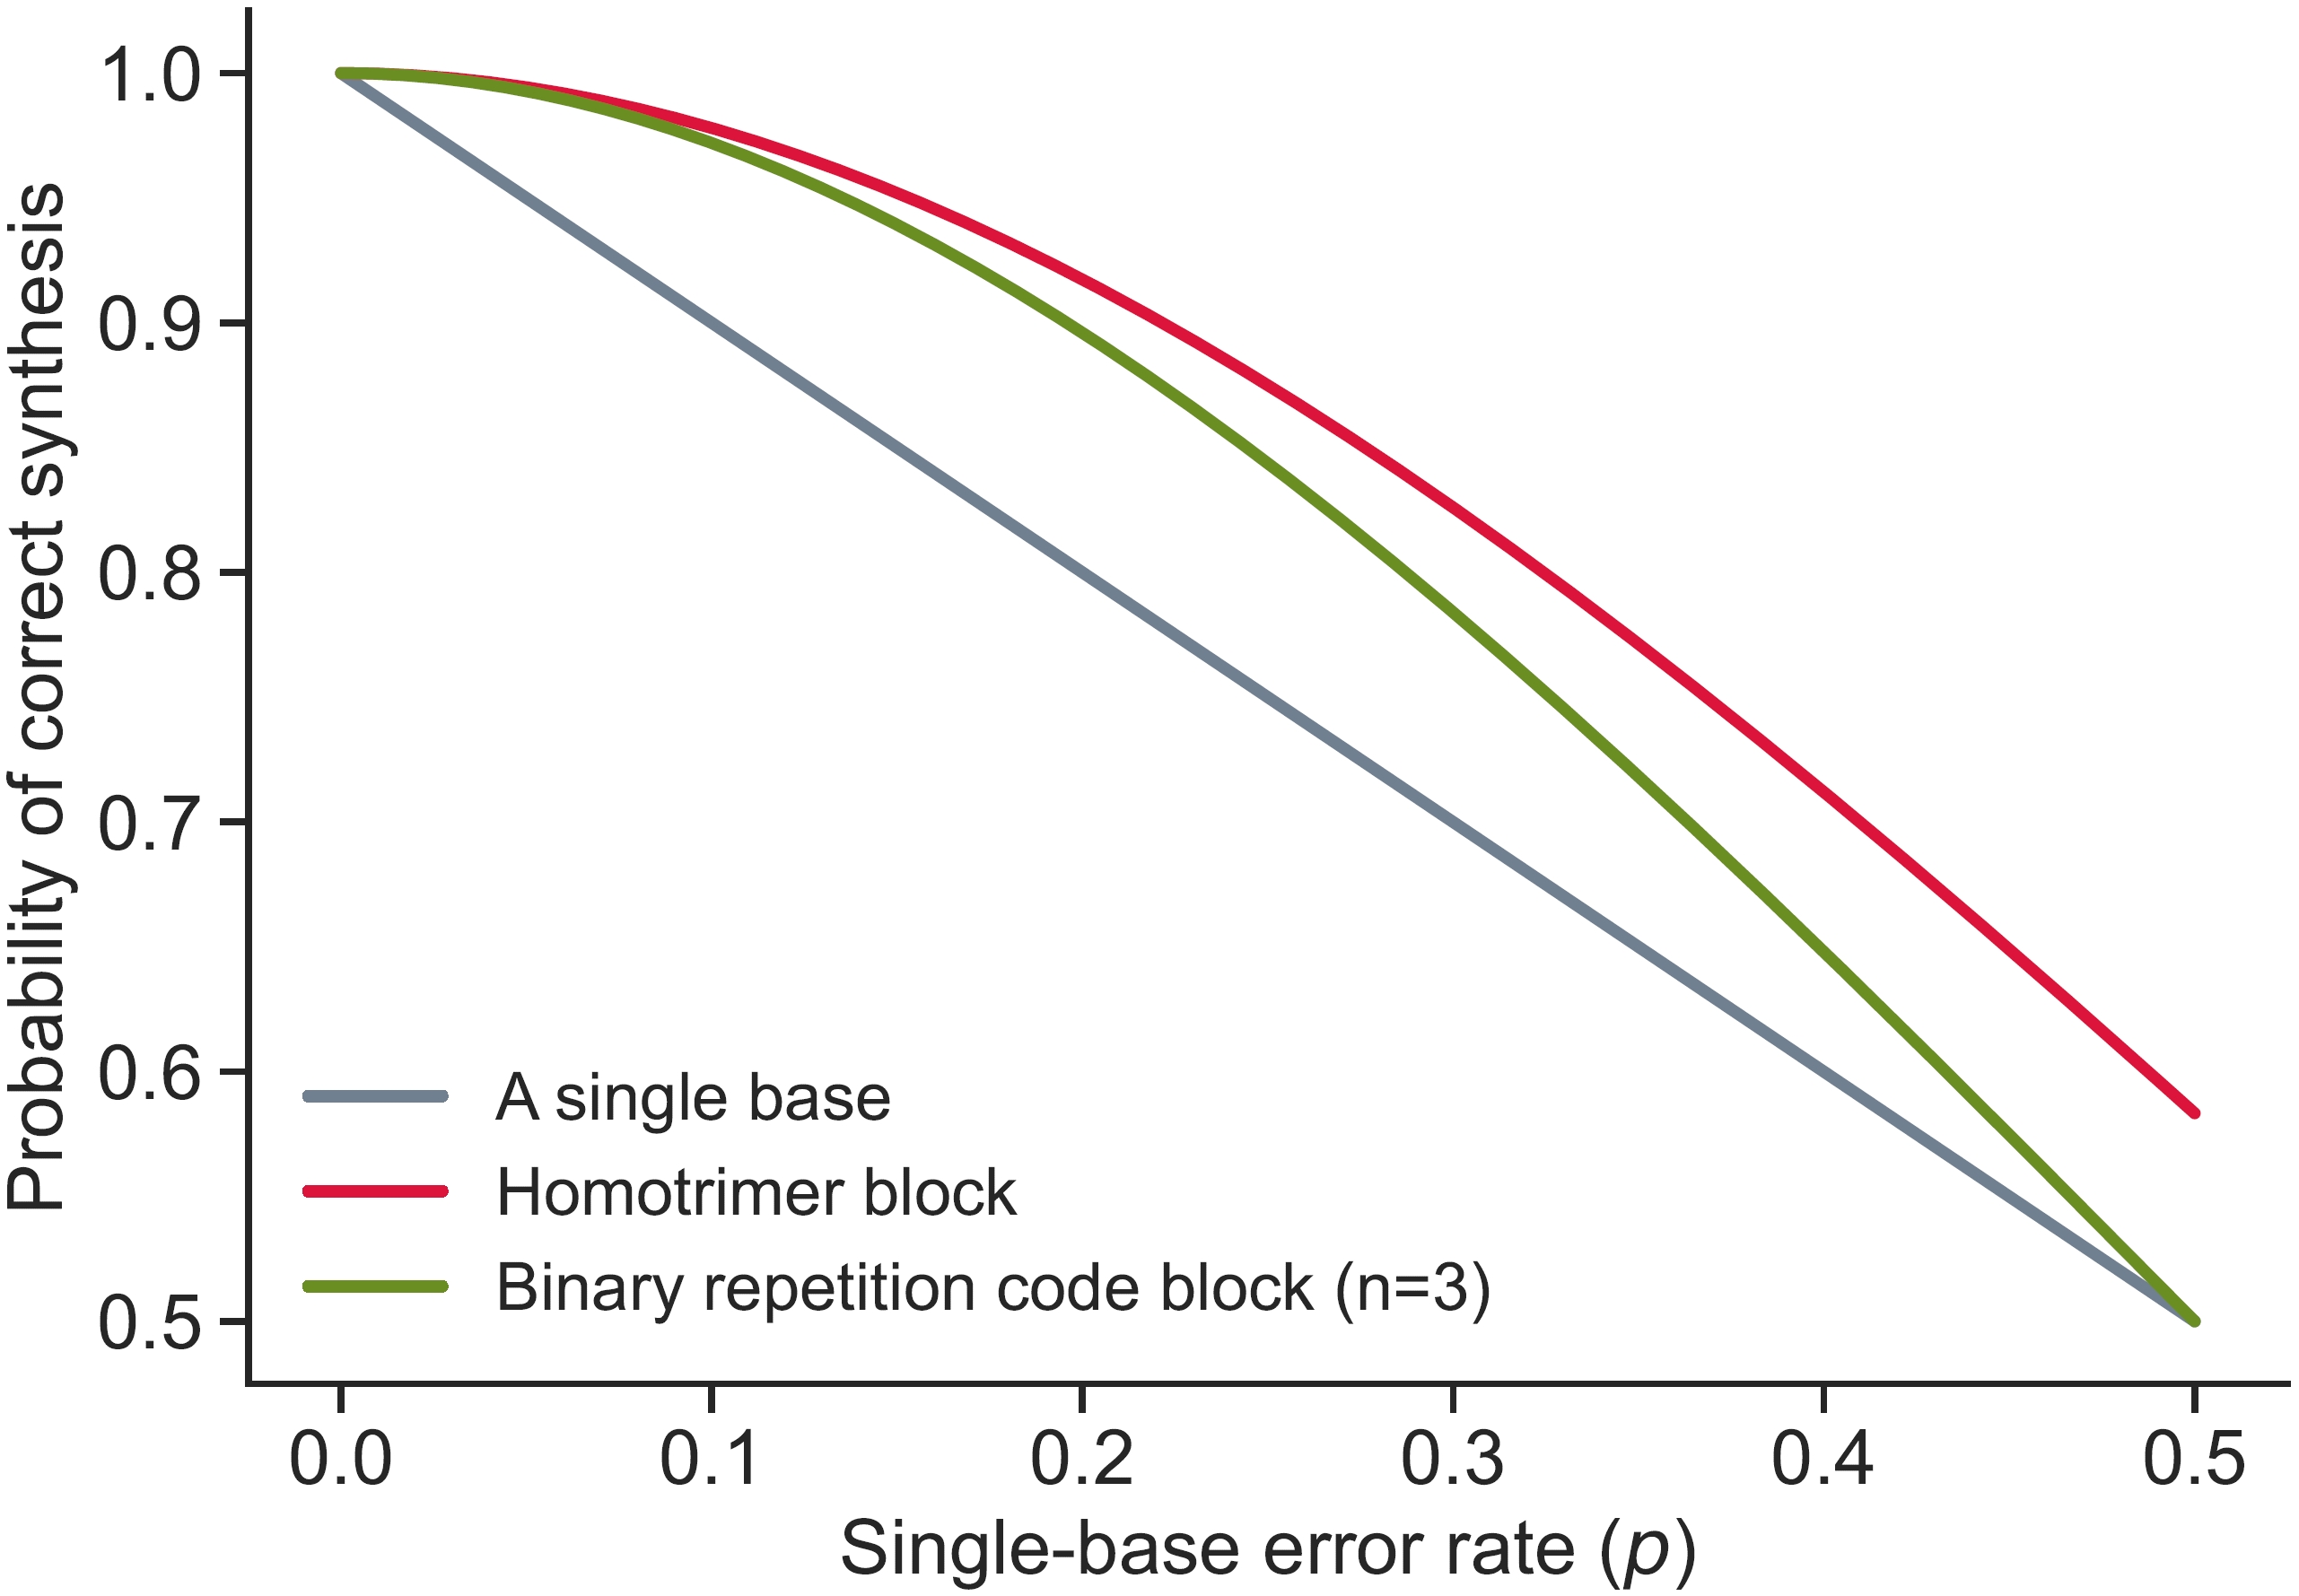 Probability of correct synthesis
1.0
0.9
0.8
0.7
0.6
0.5
A single base
Homotrimer block
Binary repetition code block (n=3)
0.0 0.1 0.2 0.3 0.4 0.5
Single-base error rate (p)